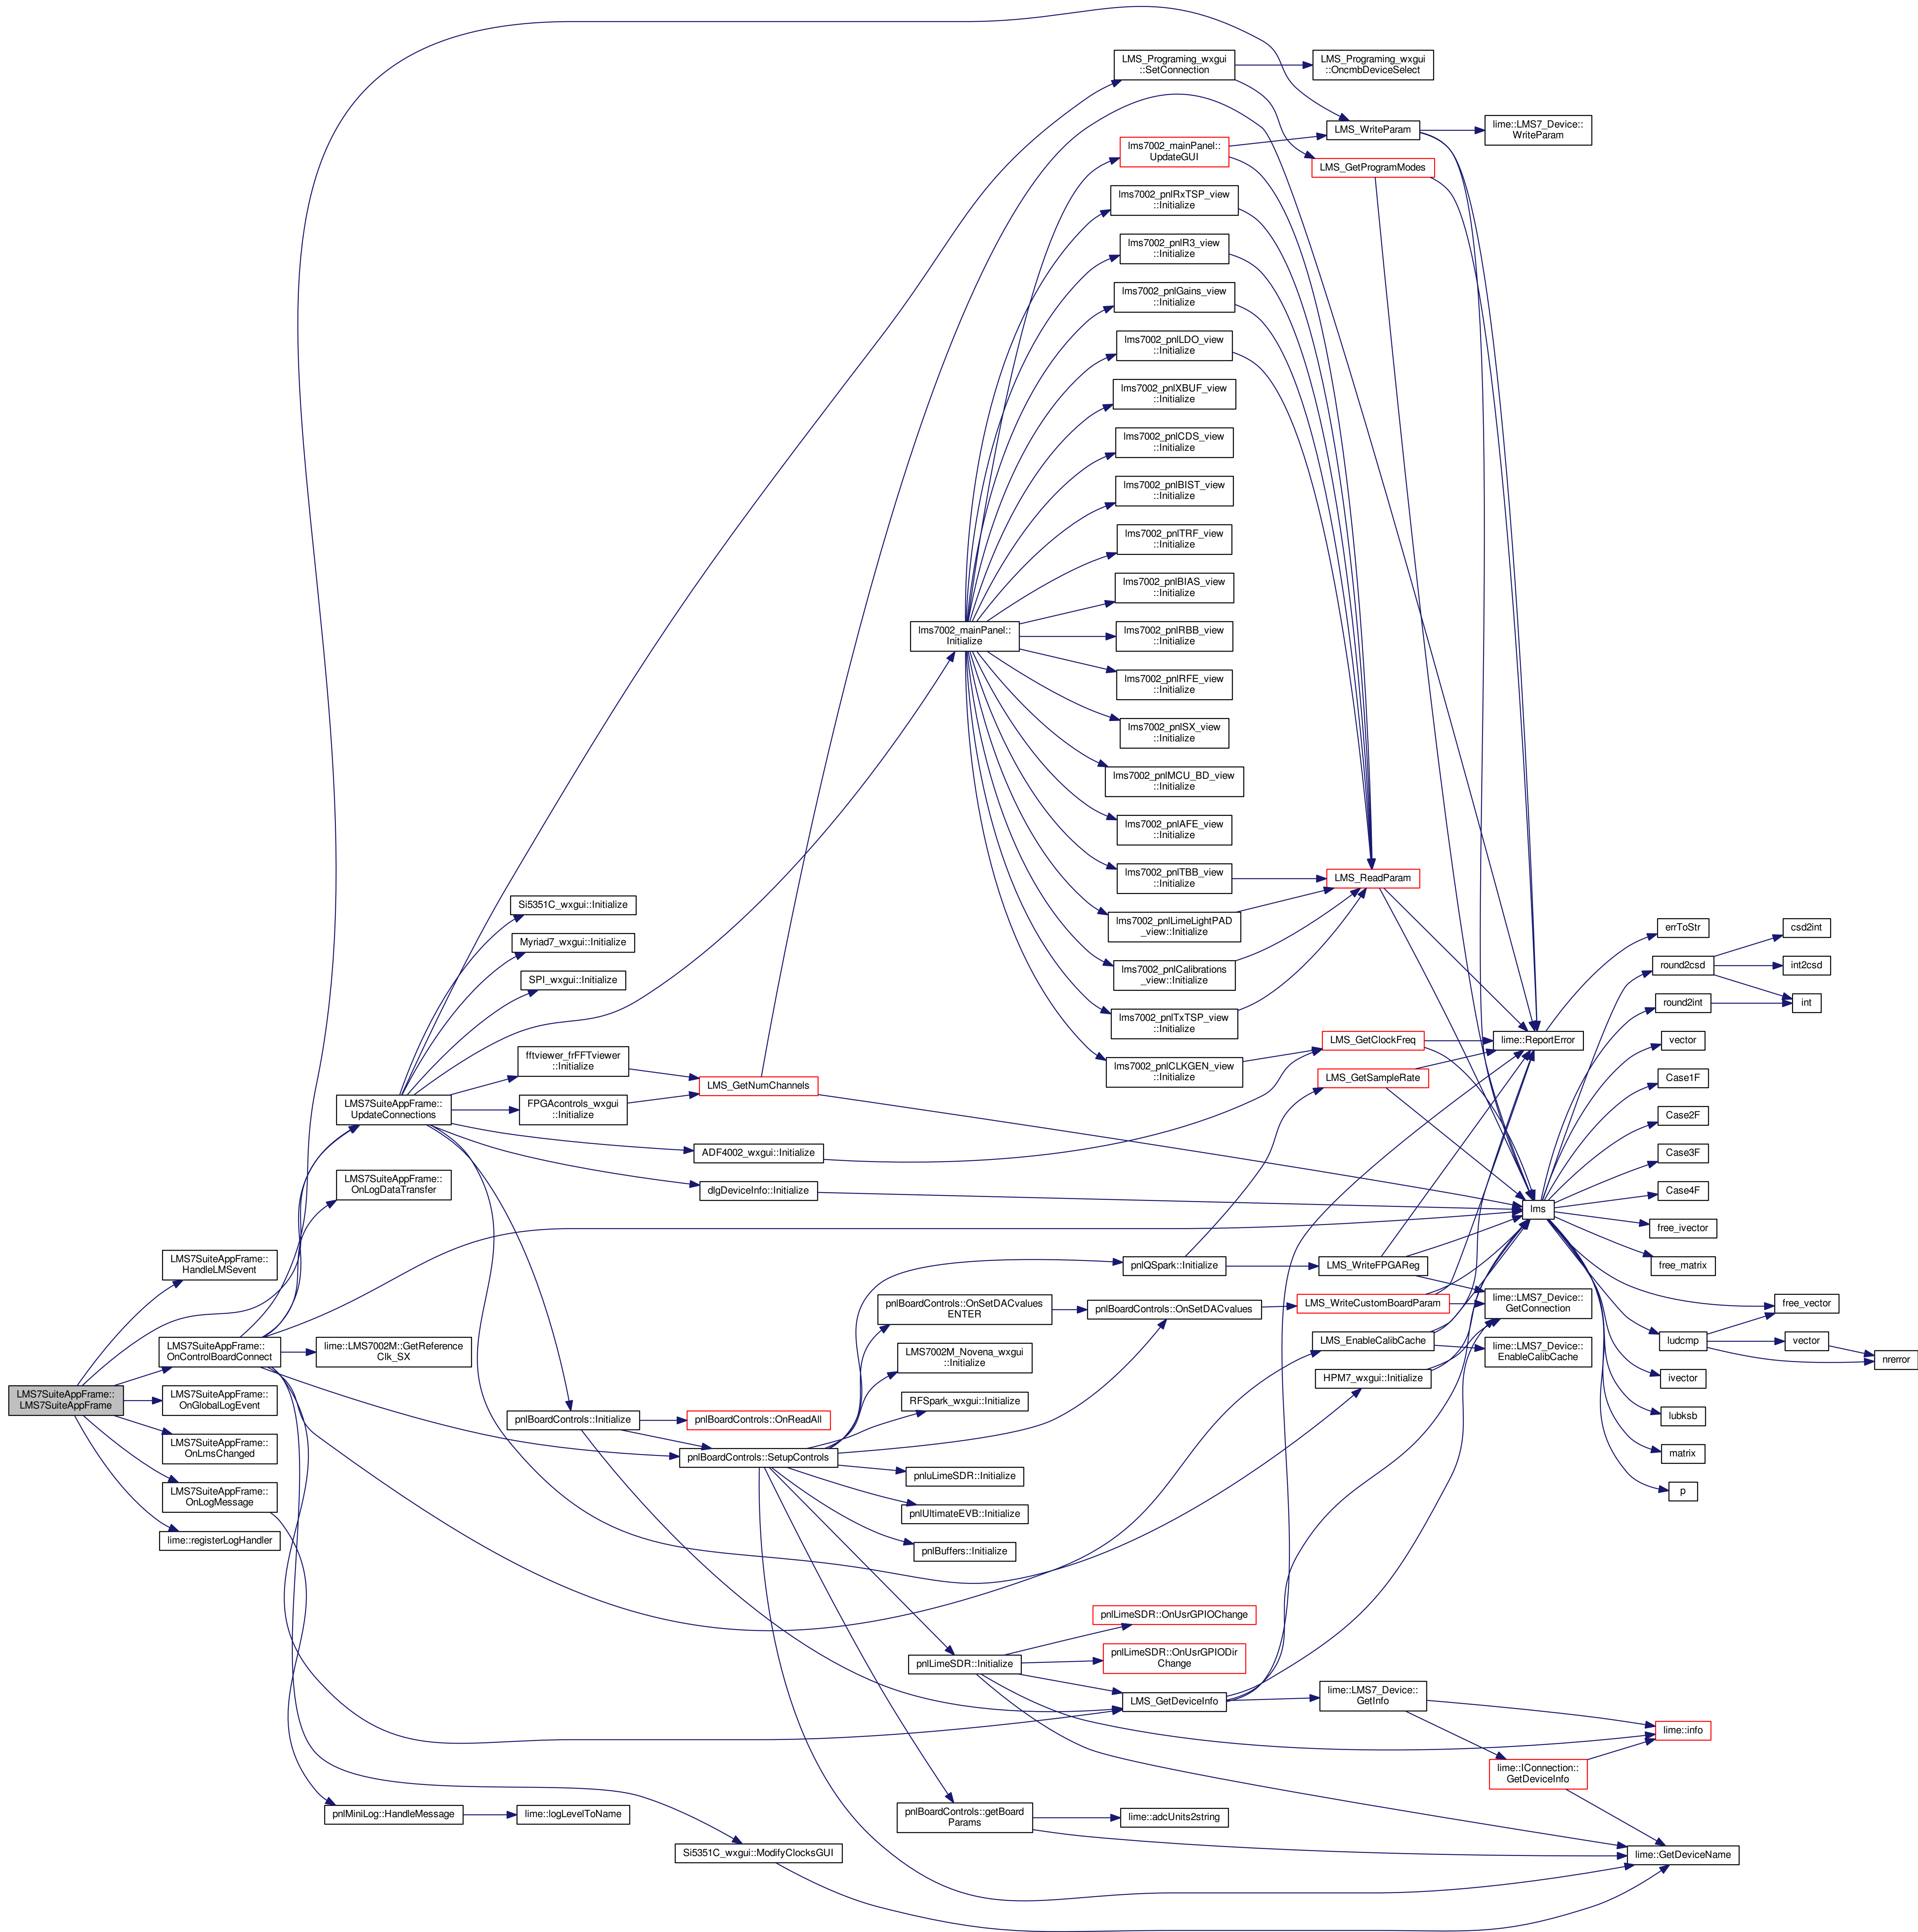 LMS_Programing_wxgui
::SetConnection
LMS_Programing_wxgui
::OncmbDeviceSelect
LMS_WriteParam
lime::LMS7_Device::
WriteParam
lms7002_mainPanel::
UpdateGUI
LMS_GetProgramModes
lms7002_pnlRxTSP_view
::Initialize
lms7002_pnlR3_view
::Initialize
lms7002_pnlGains_view
::Initialize
lms7002_pnlLDO_view
::Initialize
lms7002_pnlXBUF_view
::Initialize
lms7002_pnlCDS_view
::Initialize
lms7002_pnlBIST_view
::Initialize
lms7002_pnlTRF_view
::Initialize
lms7002_pnlBIAS_view
::Initialize
lms7002_mainPanel::
Initialize
lms7002_pnlRBB_view
::Initialize
lms7002_pnlRFE_view
::Initialize
lms7002_pnlSX_view
::Initialize
lms7002_pnlMCU_BD_view
::Initialize
lms7002_pnlAFE_view
::Initialize
lms7002_pnlTBB_view
::Initialize
LMS_ReadParam
Si5351C_wxgui::Initialize
lms7002_pnlLimeLightPAD
_view::Initialize
errToStr
csd2int
Myriad7_wxgui::Initialize
round2csd
int2csd
SPI_wxgui::Initialize
lms7002_pnlCalibrations
_view::Initialize
round2int
int
lms7002_pnlTxTSP_view
::Initialize
LMS_GetClockFreq
lime::ReportError
vector
fftviewer_frFFTviewer
::Initialize
lms7002_pnlCLKGEN_view
::Initialize
LMS_GetNumChannels
LMS_GetSampleRate
Case1F
LMS7SuiteAppFrame::
UpdateConnections
FPGAcontrols_wxgui
::Initialize
Case2F
ADF4002_wxgui::Initialize
Case3F
LMS7SuiteAppFrame::
OnLogDataTransfer
dlgDeviceInfo::Initialize
Case4F
lms
free_ivector
LMS7SuiteAppFrame::
HandleLMSevent
pnlQSpark::Initialize
LMS_WriteFPGAReg
free_matrix
pnlBoardControls::OnSetDACvalues
ENTER
pnlBoardControls::OnSetDACvalues
LMS_WriteCustomBoardParam
lime::LMS7_Device::
GetConnection
free_vector
LMS7SuiteAppFrame::
OnControlBoardConnect
lime::LMS7002M::GetReference
Clk_SX
LMS7002M_Novena_wxgui
::Initialize
LMS_EnableCalibCache
lime::LMS7_Device::
EnableCalibCache
ludcmp
vector
nrerror
LMS7SuiteAppFrame::
LMS7SuiteAppFrame
LMS7SuiteAppFrame::
OnGlobalLogEvent
RFSpark_wxgui::Initialize
HPM7_wxgui::Initialize
ivector
pnlBoardControls::Initialize
pnlBoardControls::OnReadAll
lubksb
LMS7SuiteAppFrame::
OnLmsChanged
pnlBoardControls::SetupControls
matrix
pnluLimeSDR::Initialize
LMS7SuiteAppFrame::
OnLogMessage
p
pnlUltimateEVB::Initialize
lime::registerLogHandler
pnlBuffers::Initialize
pnlLimeSDR::OnUsrGPIOChange
pnlLimeSDR::Initialize
pnlLimeSDR::OnUsrGPIODir
Change
LMS_GetDeviceInfo
lime::LMS7_Device::
GetInfo
lime::info
lime::IConnection::
GetDeviceInfo
pnlMiniLog::HandleMessage
lime::logLevelToName
pnlBoardControls::getBoard
Params
lime::adcUnits2string
Si5351C_wxgui::ModifyClocksGUI
lime::GetDeviceName